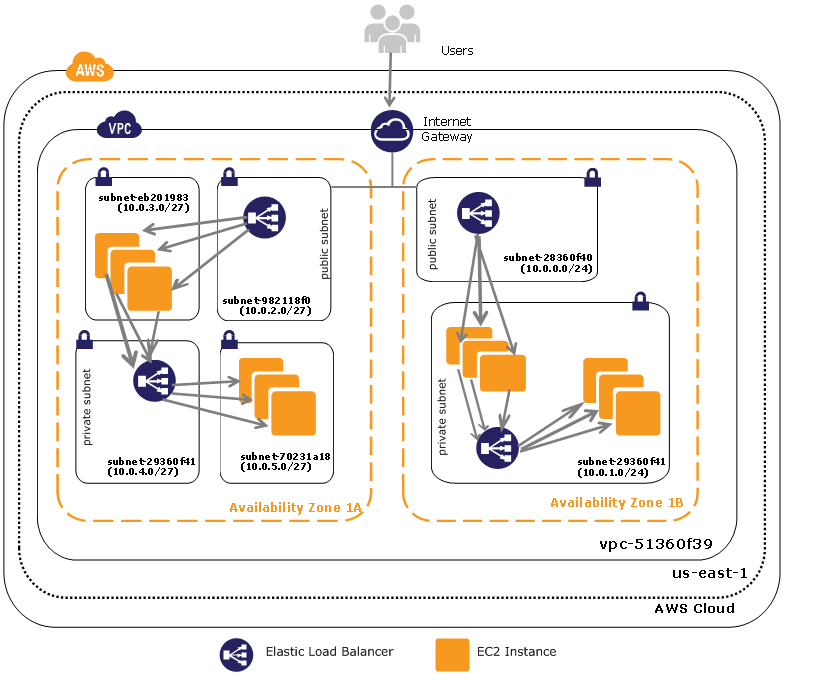 Users
AWS
Internet
Gateway
VPC
subnet-eb201983
(10.0.3.0/27)
public subnet
subnet-982118f0
(10.0.2.0/27)
public subnet
subnet-28360f40
(10.0.0.0/24)
private subnet
subnet-29360f41
(10.0.4.0/27)
subnet-70231a18
(10.0.5.0/27)
private subnet
subnet-29360f41
(10.0.1.0/24)
Availability Zone 1A
Availability Zone 1B
vpc-51360f39
us-east-1
AWS Cloud
Elastic Load Balancer
EC2 Instance